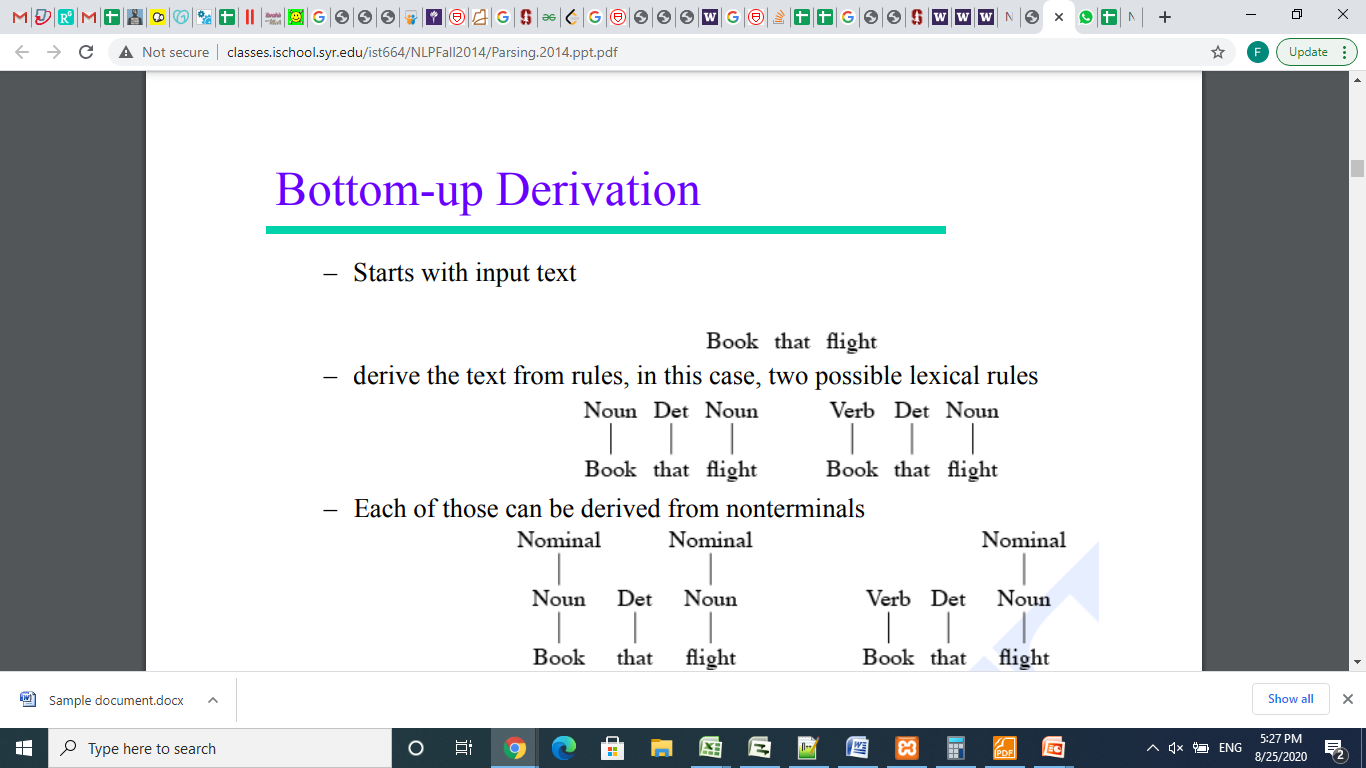 Not secure classes.ischool.syr.edu/ist664/NLPFall2014/Parsing.2014.ppt.pdf F Update
Bottom-up Derivation
– Starts with input text
Book that flight
– derive the text from rules, in this case, two possible lexical rules
Noun Det Noun Verb Det Noun
Book that flight Book that flight
– Each of those can be derived from nonterminals
Nominal Nominal Nominal
Noun Det Noun Verb Det Noun
Book that flight Book that flight
Sample document.docx Show all
Type here to search ENG 5:27 PM
8/25/2020 2